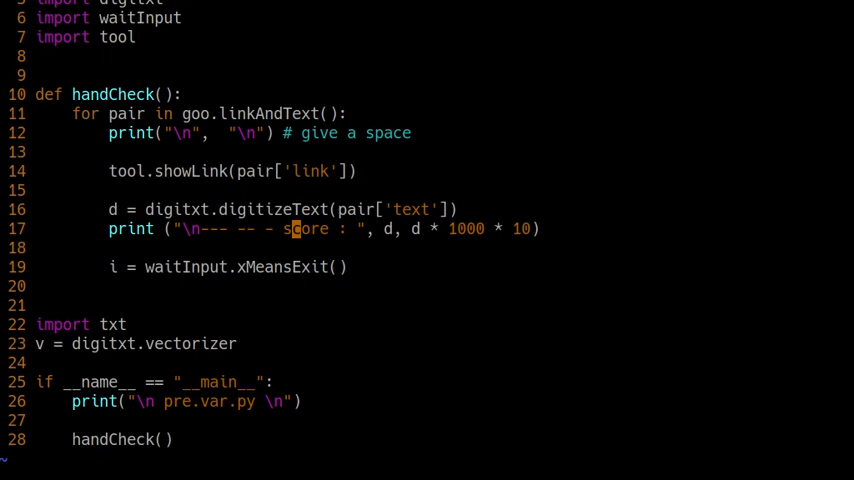 5 import digitxt
6 import waitInput
7 import tool
8
9
10 def handCheck():
11     for pair in goo.linkAndText():
12         print("\n",  "\n") # give a space
13
14         tool.showLink(pair['link'])
15
16         d = digitxt.digitizeText(pair['text'])
17         print ("\n--- -- - score : ", d, d * 1000 * 10)
18
19         i = waitInput.xMeansExit()
20
21
22 import txt
23 v = digitxt.vectorizer
24
25 if __name__ == "__main__":
26     print("\n pre.var.py \n")
27
28     handCheck()
~